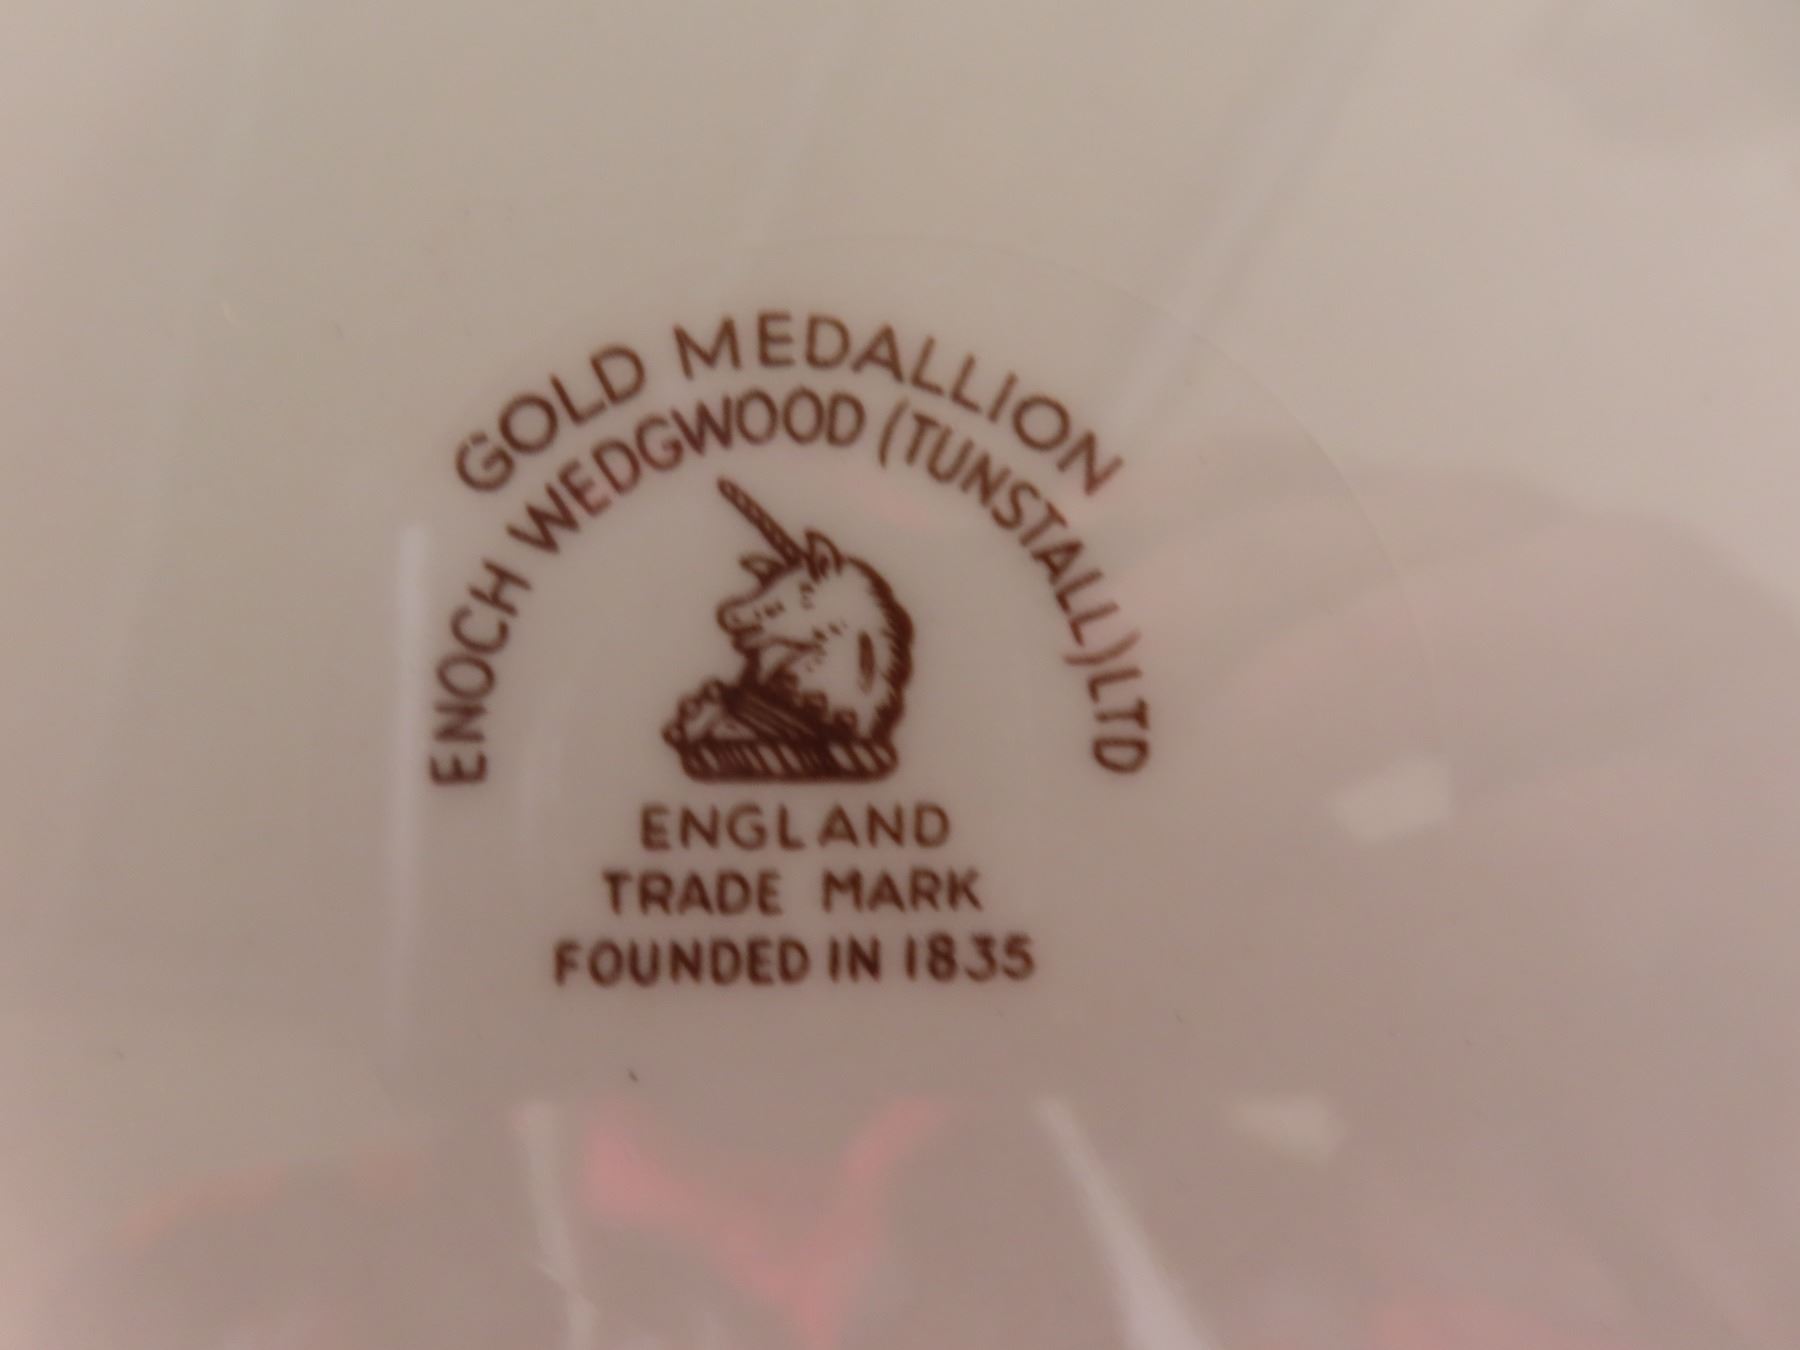 GOLD MEDALLION
ENOCH WEDGWOOD (TUNSTALL) LTD
ENGLAND
TRADE MARK
FOUNDED IN 1835